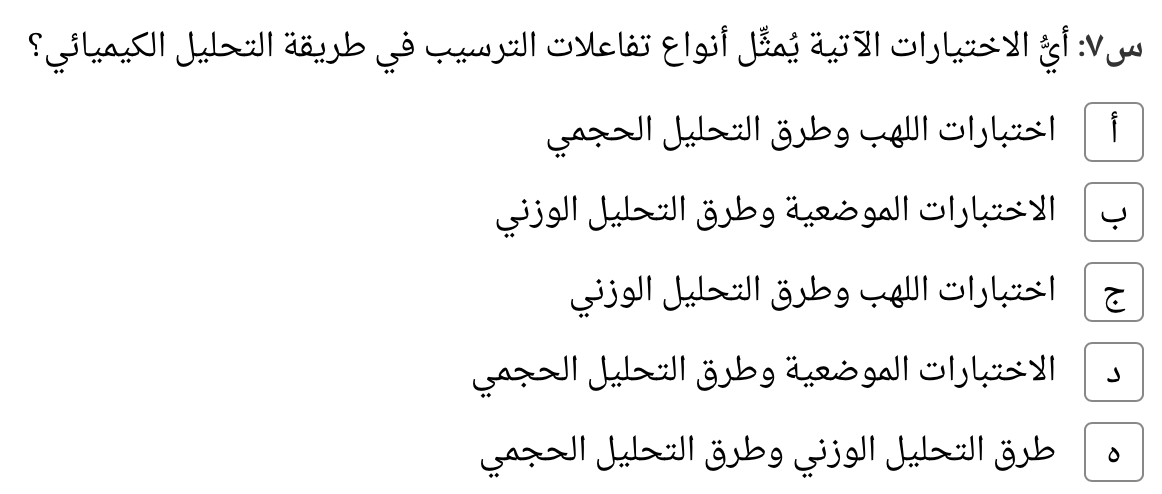 س٧: أيُّ الاختيارات الآتية يُمثِّل أنواع تفاعلات الترسيب في طريقة التحليل الكيميائي؟
أ اختبارات اللهب وطرق التحليل الحجمي
ب الاختبارات الموضعية وطرق التحليل الوزني
ج اختبارات اللهب وطرق التحليل الوزني
د الاختبارات الموضعية وطرق التحليل الحجمي
ه طرق التحليل الوزني وطرق التحليل الحجمي